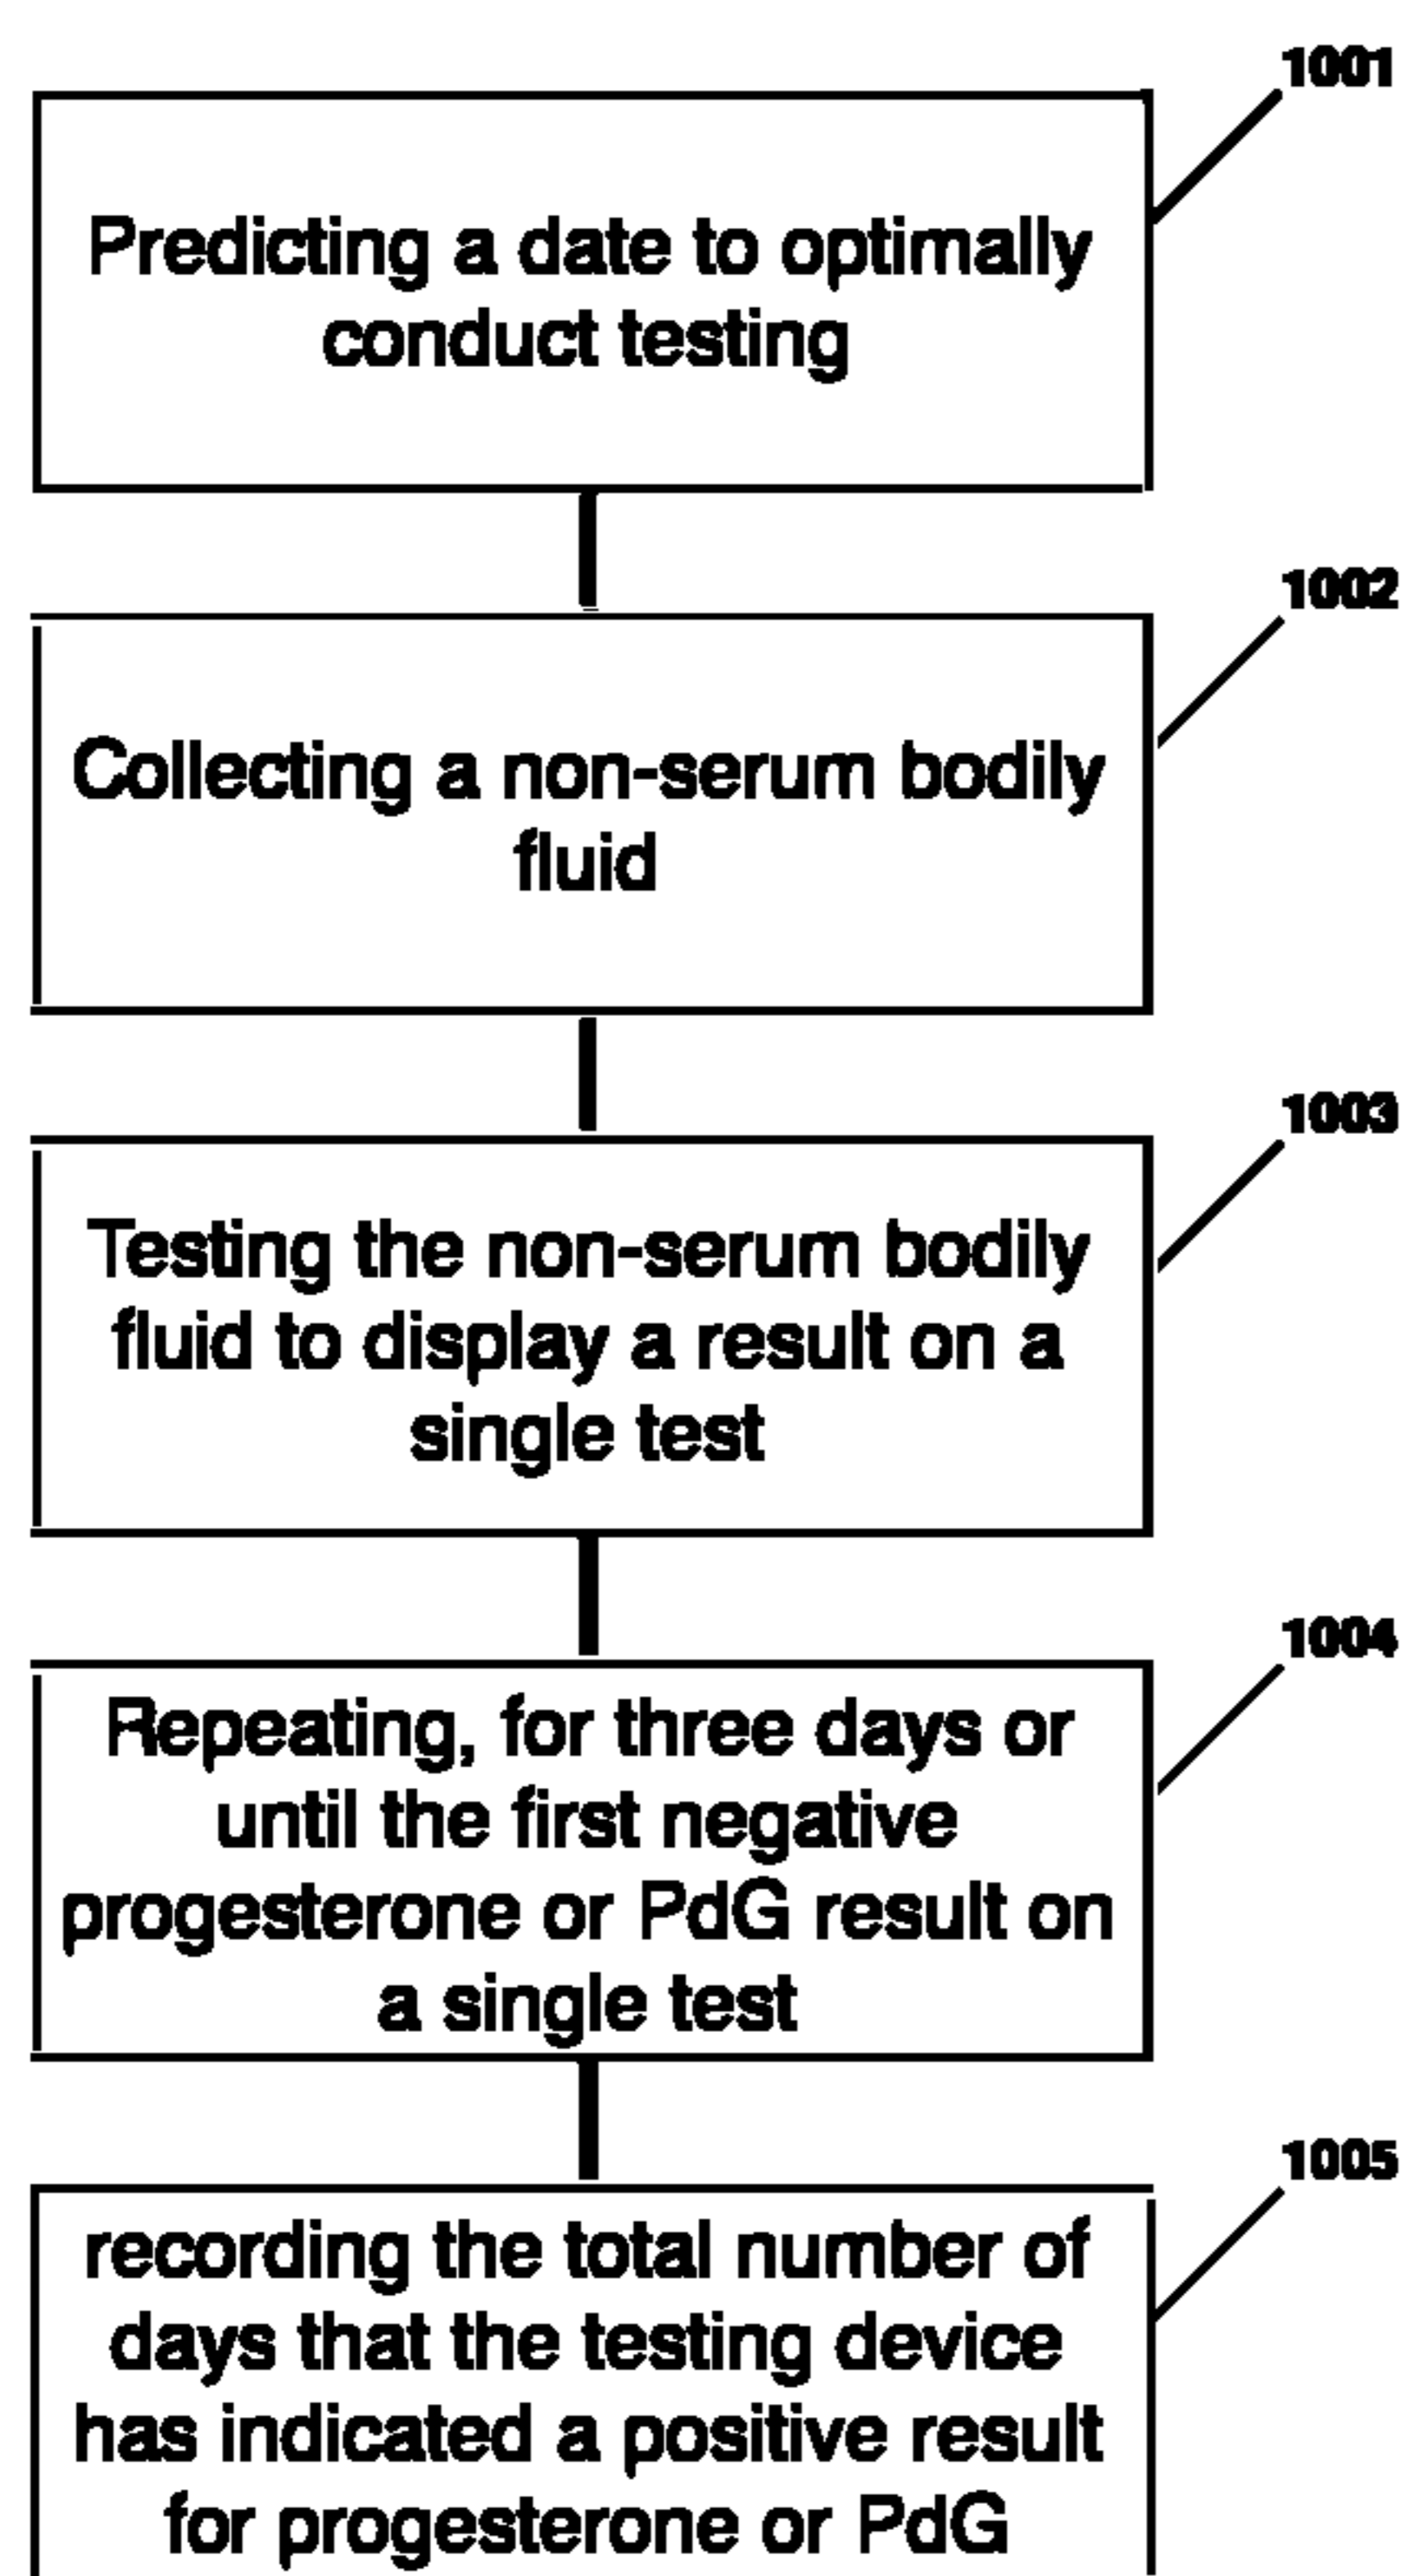 1001
Predicting a date to optimally
conduct testing
1002
Collecting a non-serum bodily
fluid
1003
Testing the non-serum bodily
fluid to display a result on a
single test
1004
Repeating, for three days or
until the first negative
progesterone or PdG result on
a single test
1005
recording the total number of
days that the testing device
has indicated a positive result
for progesterone or PdG